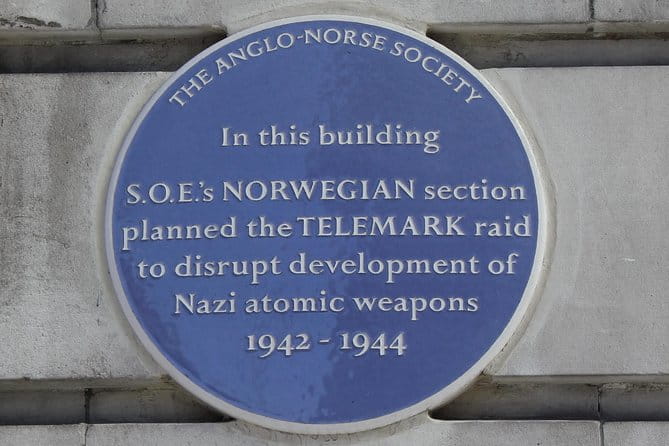 THE ANGLO-NORSE SOCIETY
In this building
S.O.E.'s NORWEGIAN section
planned the TELEMARK raid
to disrupt development of
Nazi atomic weapons
1942 - 1944